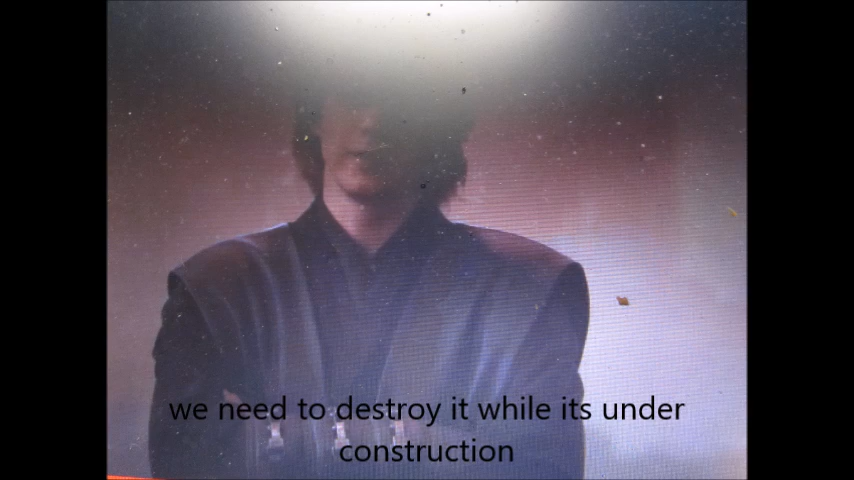 we need to destroy it while its under
construction